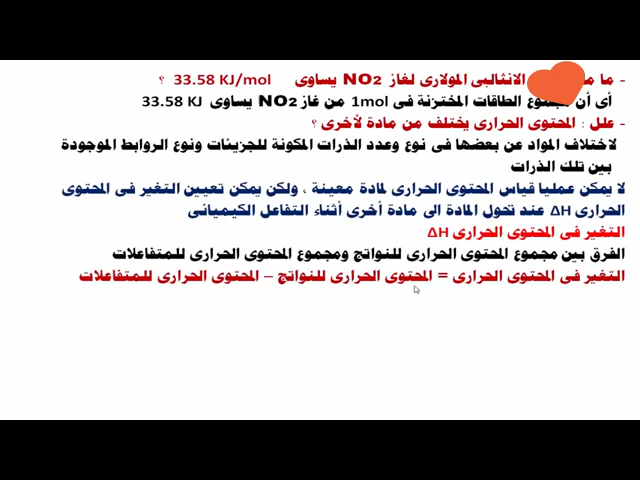 - ما الانثالبى المولارى لغاز NO2 يساوى 33.58 KJ/mol ؟
أى أن مجموع الطاقات المختزنة فى 1mol من غاز NO2 يساوى 33.58 KJ
- علل : المحتوى الحرارى يختلف من مادة لأخرى ؟
لاختلاف المواد عن بعضها فى نوع وعدد الذرات المكونة للجزيئات ونوع الروابط الموجودة
بين تلك الذرات
لا يمكن عمليا قياس المحتوى الحرارى لمادة معينة ، ولكن يمكن تعيين التغير فى المحتوى
الحرارى ΔH عند تحول المادة الى مادة أخرى أثناء التفاعل الكيميائى
التغير فى المحتوى الحرارى ΔH
الفرق بين مجموع المحتوى الحرارى للنواتج ومجموع المحتوى الحرارى للمتفاعلات
التغير فى المحتوى الحرارى = المحتوى الحرارى للنواتج – المحتوى الحرارى للمتفاعلات